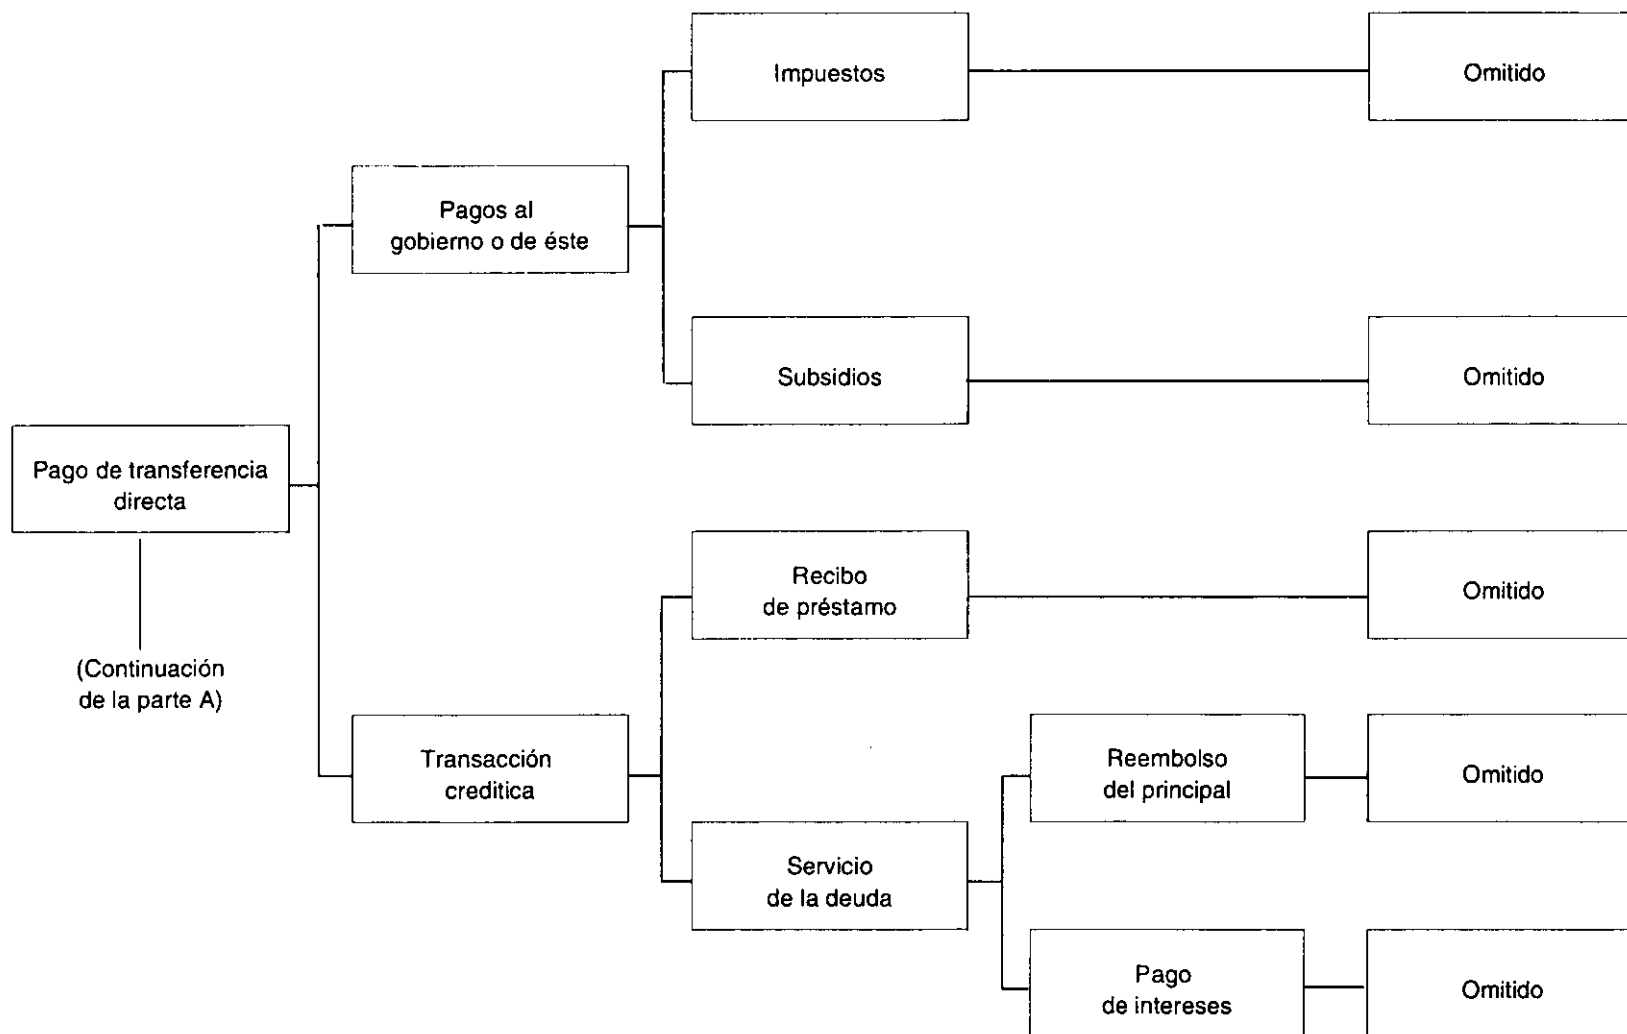 Impuestos
Omitido
Pagos al
gobierno o de éste
Subsidios
Omitido
Pago de transferencia
directa
(Continuación
de la parte A)
Recibo
de préstamo
Omitido
Transacción
creditica
Reembolso
del principal
Omitido
Servicio
de la deuda
Pago
de intereses
Omitido